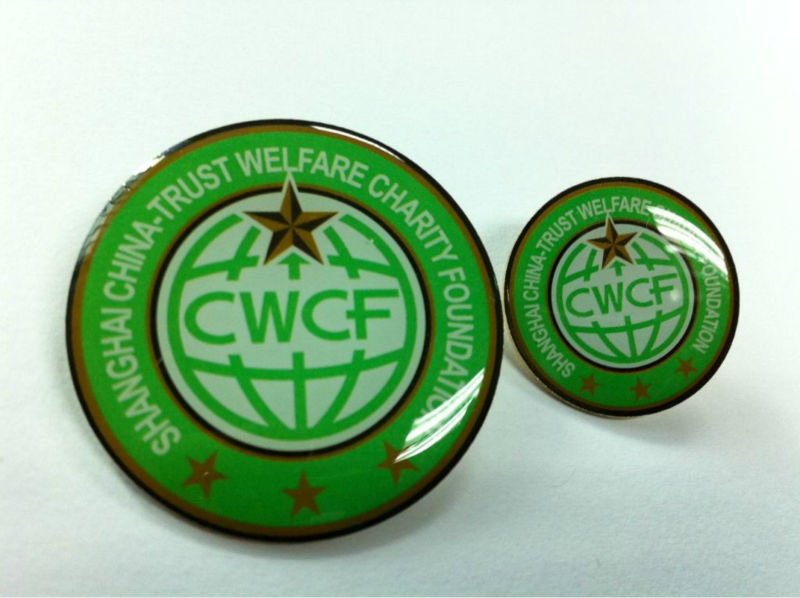 SHANGHAI CHINA-TRUST WELFARE CHARITY FOUNDATION
CWCF
SHANGHAI CHINA-TRUST WELFARE FOUNDATION
CWCF